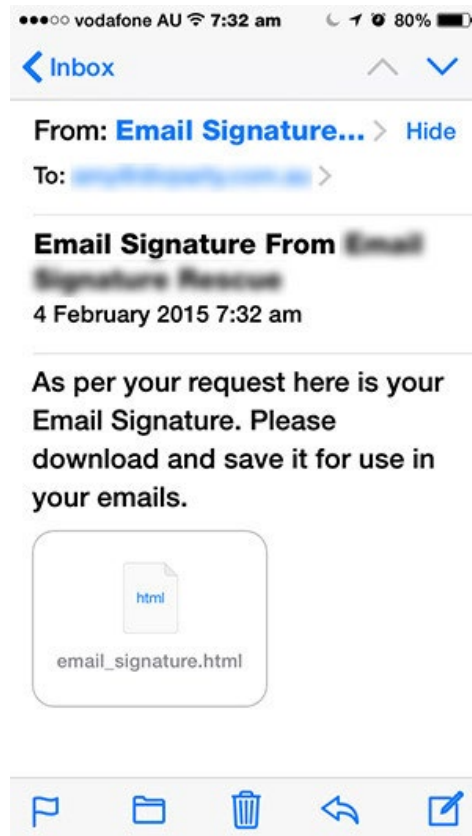 vodafone AU 7:32 am 80%
Inbox
From: Email Signature... Hide
To:
Email Signature From
4 February 2015 7:32 am
As per your request here is your
Email Signature. Please
download and save it for use in
your emails.
html
email_signature.html